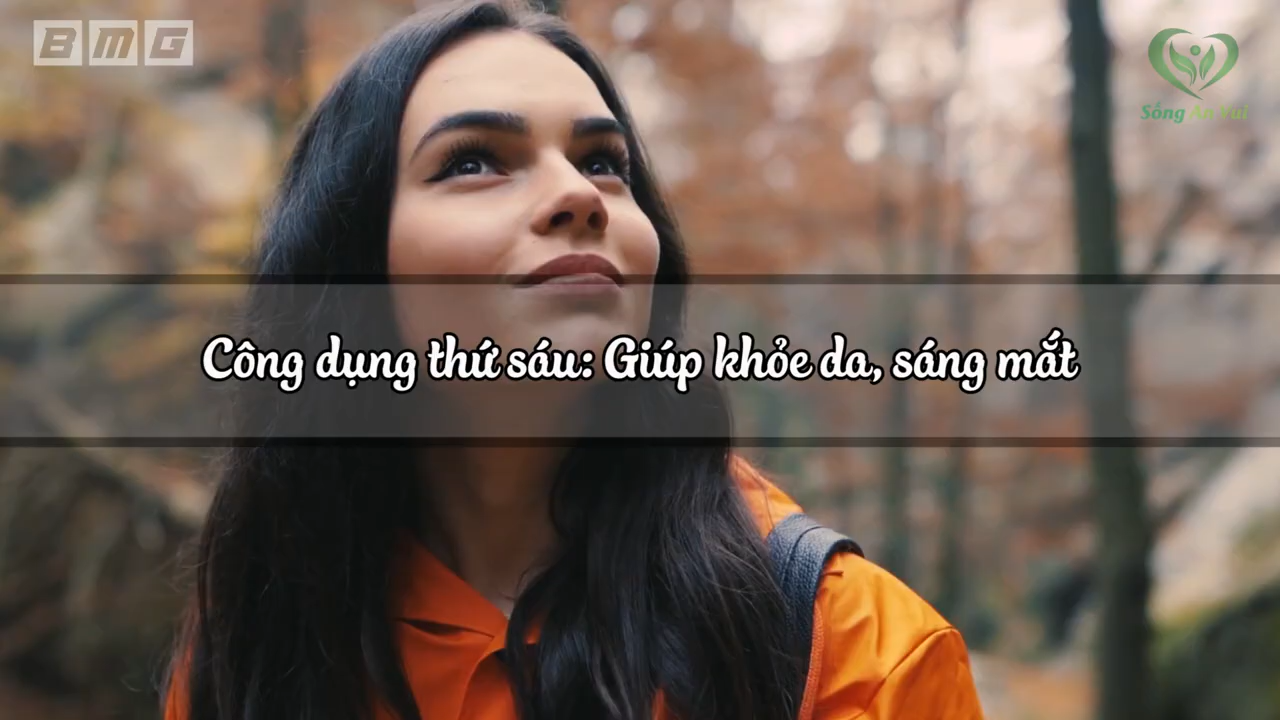 BMG
Sống An Vui
Công dụng thứ sáu: Giúp khỏe da, sáng mắt